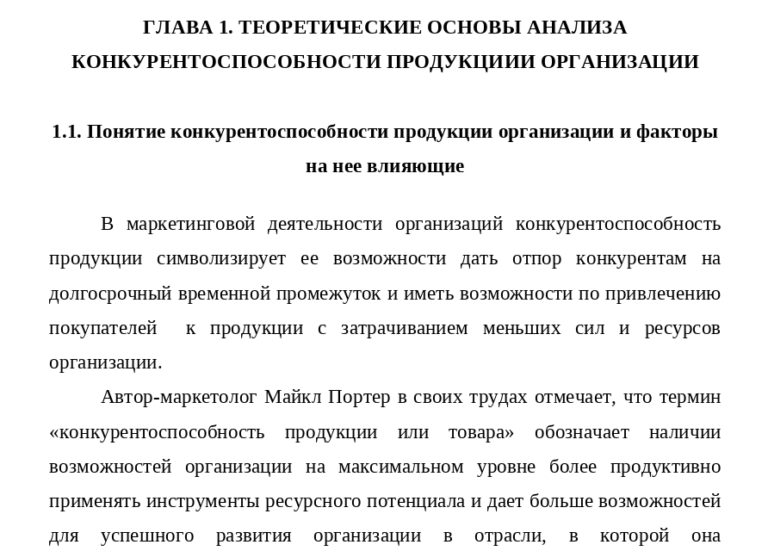 ГЛАВА 1. ТЕОРЕТИЧЕСКИЕ ОСНОВЫ АНАЛИЗА
КОНКУРЕНТОСПОСОБНОСТИ ПРОДУКЦИИИ ОРГАНИЗАЦИИ
1.1. Понятие конкурентоспособности продукции организации и факторы
на нее влияющие
В маркетинговой деятельности организаций конкурентоспособность
продукции символизирует ее возможности дать отпор конкурентам на
долгосрочный временной промежуток и иметь возможности по привлечению
покупателей к продукции с затрачиванием меньших сил и ресурсов
организации.
Автор-маркетолог Майкл Портер в своих трудах отмечает, что термин
«конкурентоспособность продукции или товара» обозначает наличии
возможностей организации на максимальном уровне более продуктивно
применять инструменты ресурсного потенциала и дает больше возможностей
для успешного развития организации в отрасли, в которой она